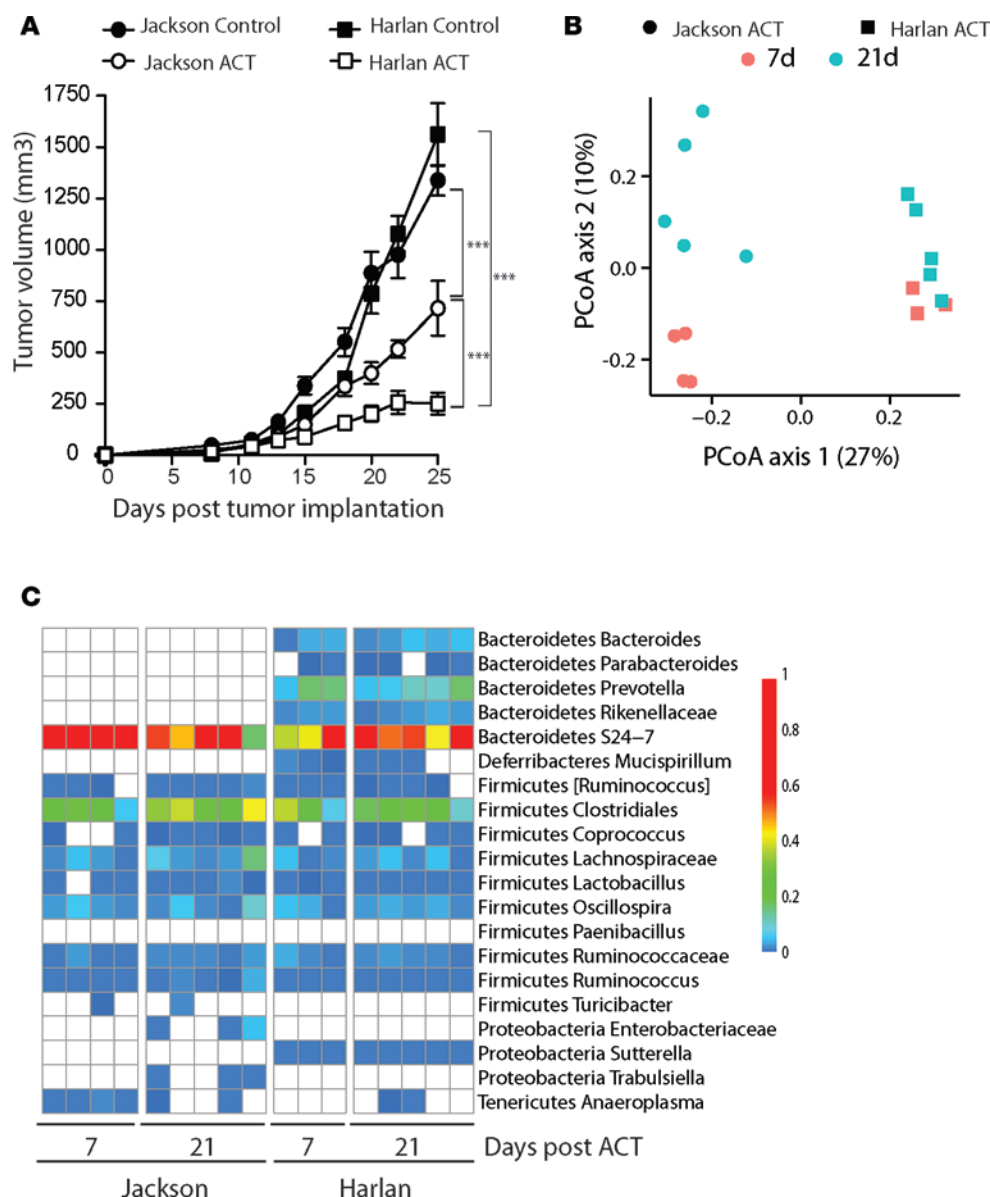 A
Jackson Control
Harlan Control
Jackson ACT
Harlan ACT
1750
1500
1250
1000
750
500
250
0
Tumor volume (mm3)
***
***
***
0 5 10 15 20 25
Days post tumor implantation
B
Jackson ACT
Harlan ACT
7d
21d
0.2
0.0
-0.2
PCoA axis 2 (10%)
−0.2 0.0 0.2
PCoA axis 1 (27%)
C
Bacteroidetes Bacteroides
Bacteroidetes Parabacteroides
Bacteroidetes Prevotella
Bacteroidetes Rikenellaceae
Bacteroidetes S24−7
Deferribacteres Mucispirillum
Firmicutes [Ruminococcus]
Firmicutes Clostridiales
Firmicutes Coprococcus
Firmicutes Lachnospiraceae
Firmicutes Lactobacillus
Firmicutes Oscillospira
Firmicutes Paenibacillus
Firmicutes Ruminococcaceae
Firmicutes Ruminococcus
Firmicutes Turicibacter
Proteobacteria Enterobacteriaceae
Proteobacteria Sutterella
Proteobacteria Trabulsiella
Tenericutes Anaeroplasma
1
0.8
0.6
0.4
0.2
0
7 21 7 21 Days post ACT
Jackson Harlan